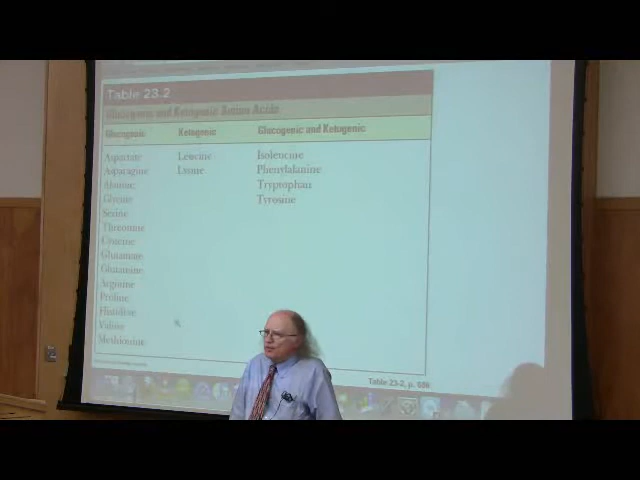 Table 23.2
Glucogenic and Ketogenic Amino Acids
Glucogenic Ketogenic Glucogenic and Ketogenic
Aspartate Leucine Isoleucine
Asparagine Lysine Phenylalanine
Alanine Tryptophan
Glycine Tyrosine
Serine
Threonine
Cysteine
Glutamate
Glutamine
Arginine
Proline
Histidine
Valine
Methionine
Table 23-2, p.